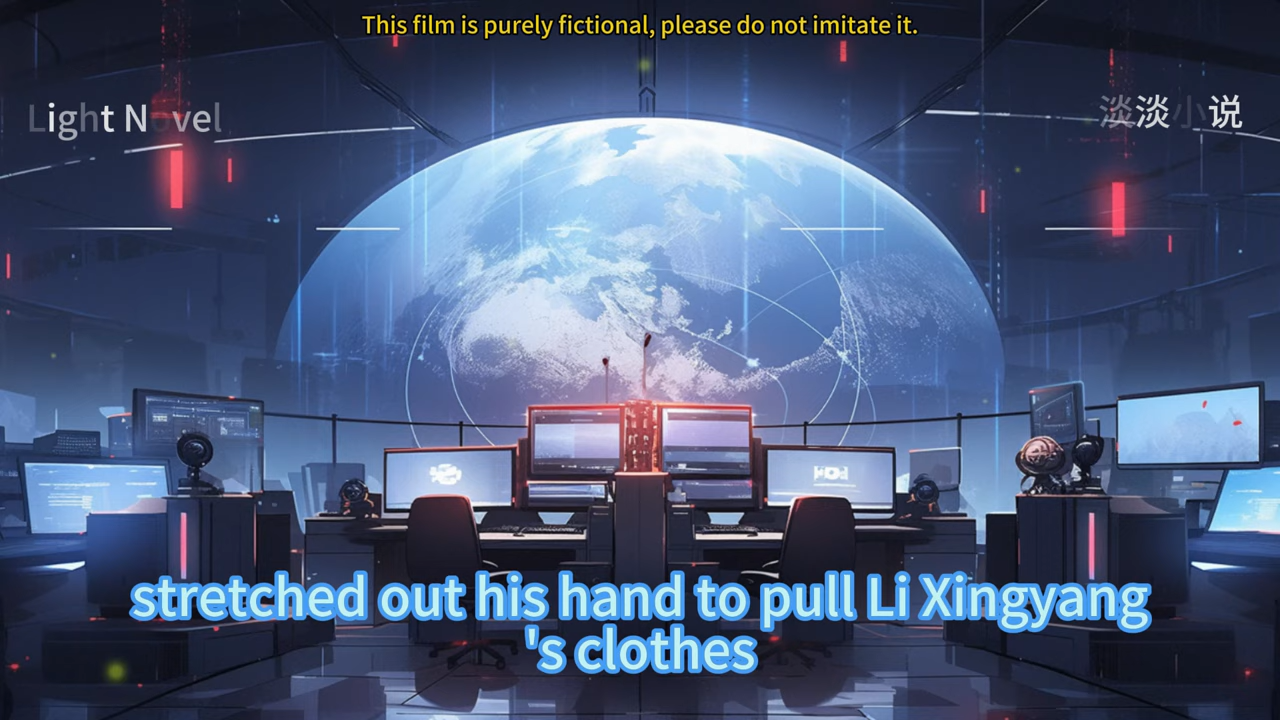 This film is purely fictional, please do not imitate it.
Light Novel
淡淡小说
stretched out his hand to pull Li Xingyang
's clothes